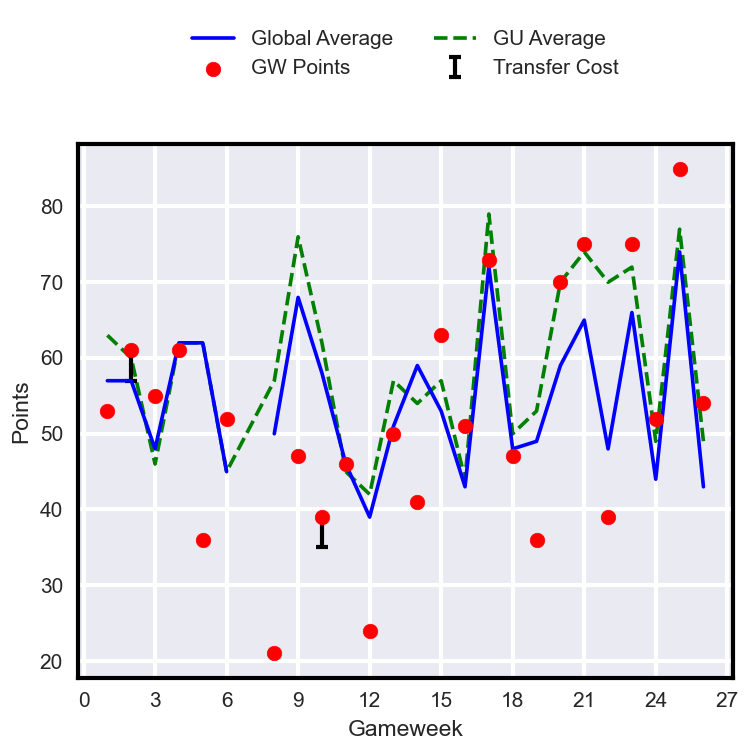 Global Average
GU Average
GW Points
Transfer Cost
80
70
60
50
40
30
20
Points
0 3 6 9 12 15 18 21 24 27
Gameweek